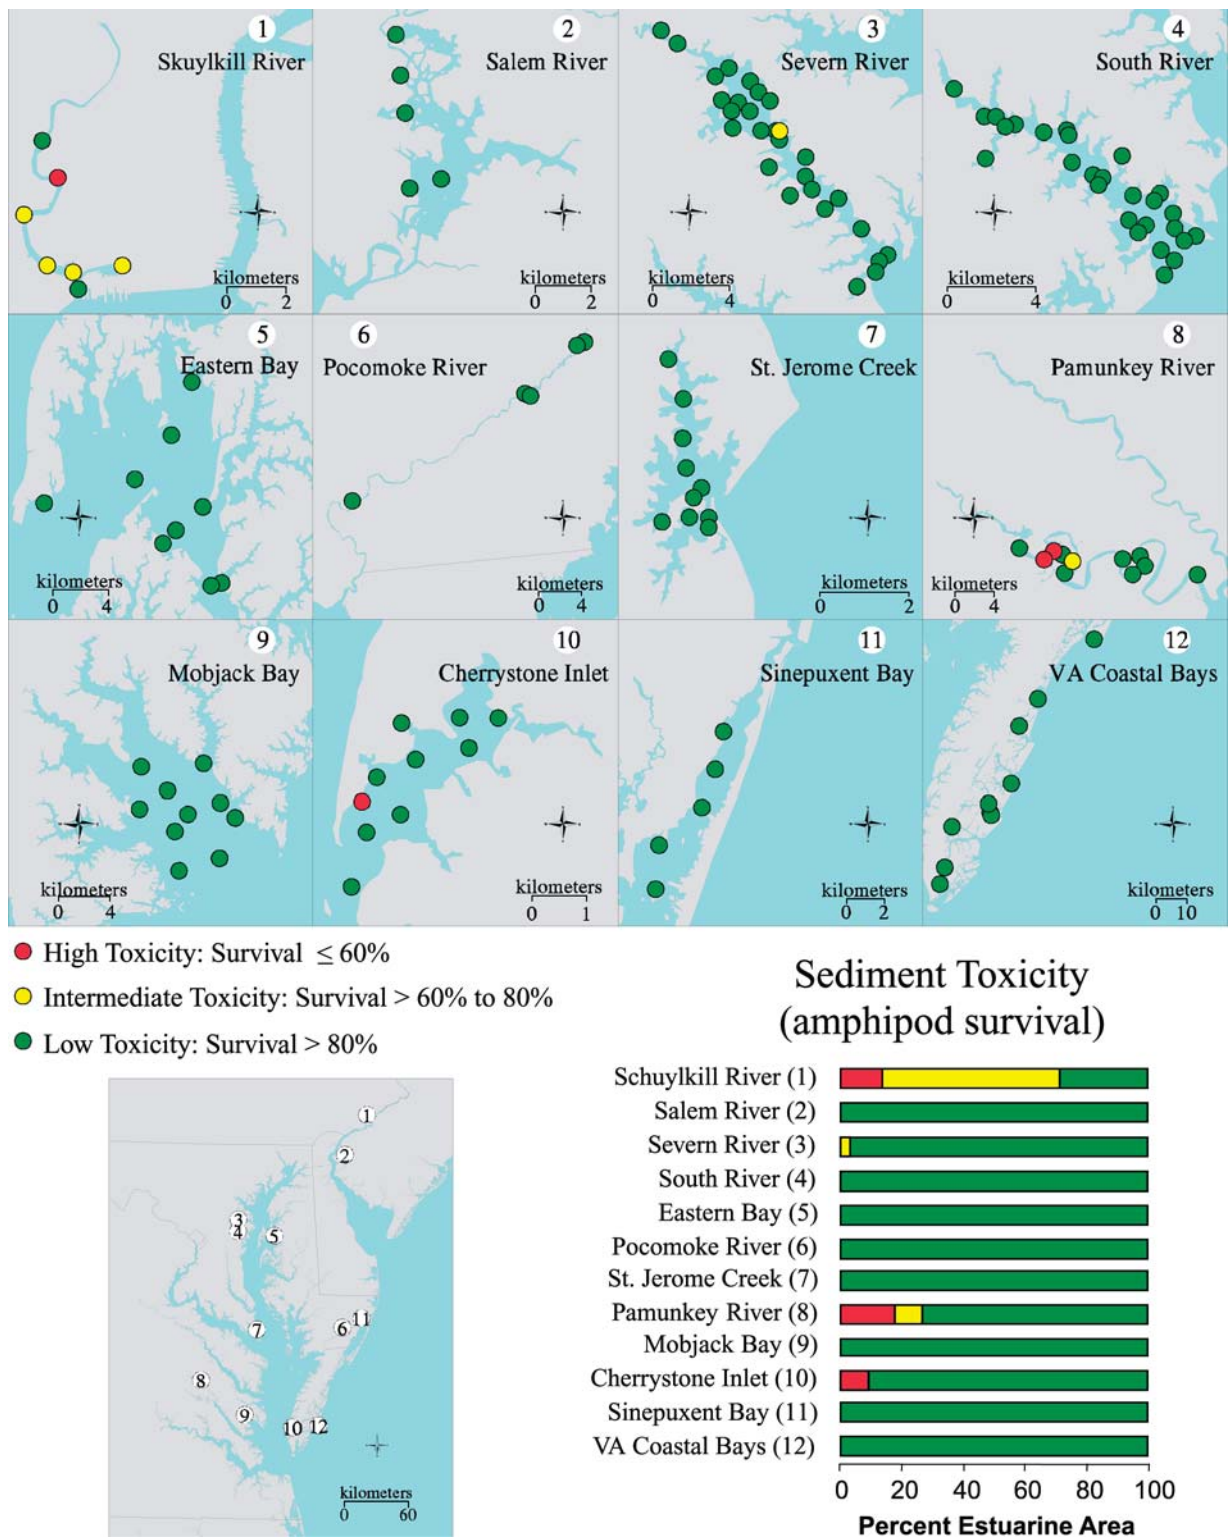 1
Skuylkill River
kilometers
0 2
2
Salem River
kilometers
0 2
3
Severn River
kilometers
0 4
4
South River
kilometers
0 4
5
Eastern Bay
kilometers
0 4
6
Pocomoke River
kilometers
0 4
7
St. Jerome Creek
kilometers
0 2
8
Pamunkey River
kilometers
0 4
9
Mobjack Bay
kilometers
0 4
10
Cherrystone Inlet
kilometers
0 1
11
Sinepuxent Bay
kilometers
0 2
12
VA Coastal Bays
kilometers
0 10
High Toxicity: Survival ≤ 60%
Intermediate Toxicity: Survival > 60% to 80%
Low Toxicity: Survival > 80%
1
2
3
4
5
6
11
7
8
9
10
12
kilometers
0 60
Sediment Toxicity
(amphipod survival)
Schuylkill River (1)
Salem River (2)
Severn River (3)
South River (4)
Eastern Bay (5)
Pocomoke River (6)
St. Jerome Creek (7)
Pamunkey River (8)
Mobjack Bay (9)
Cherrystone Inlet (10)
Sinepuxent Bay (11)
VA Coastal Bays (12)
0 20 40 60 80 100
Percent Estuarine Area